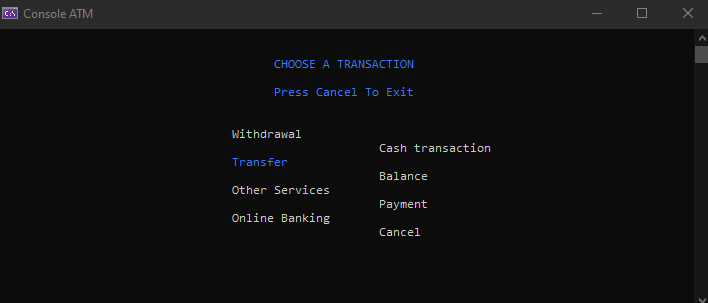 Console ATM
CHOOSE A TRANSACTION
Press Cancel To Exit
Withdrawal
Cash transaction
Transfer
Balance
Other Services
Payment
Online Banking
Cancel